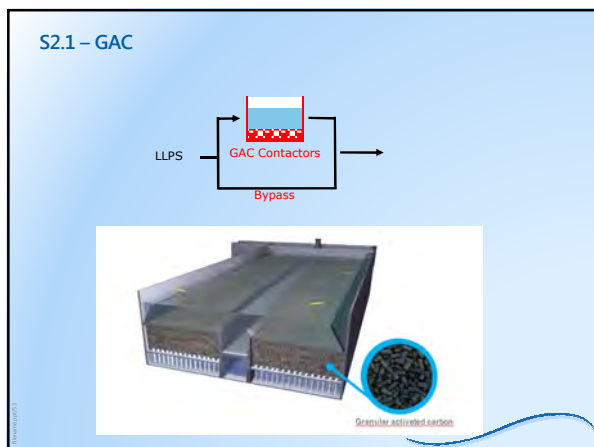 S2.1 – GAC
LLPS
GAC Contactors
Bypass
Granular activated carbon